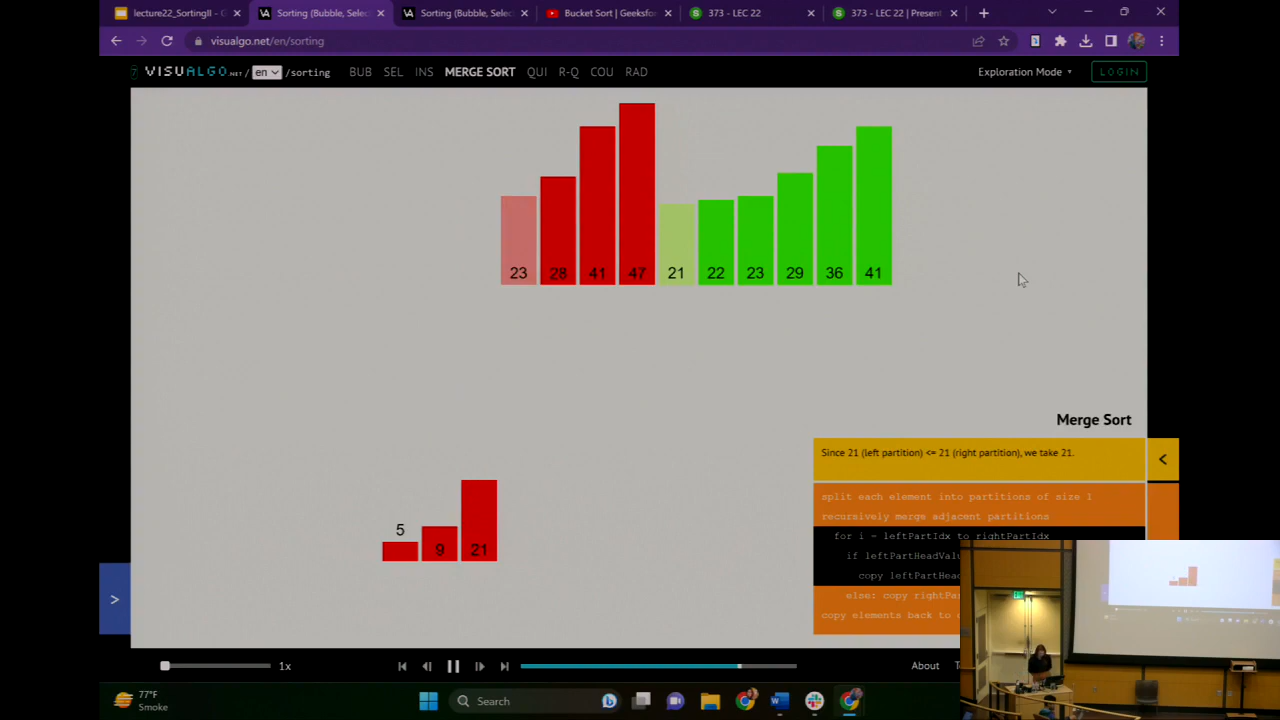 lecture22_SortingII - G
Sorting (Bubble, Selec
Sorting (Bubble, Selec
Bucket Sort | Geeksfor
373 - LEC 22
373 - LEC 22 | Present
visualgo.net/en/sorting
7 VISUALGO.NET/ en /sorting
BUB SEL INS MERGE SORT QUI R-Q COU RAD
Exploration Mode
LOGIN
23 28 41 47 21 22 23 29 36 41
Merge Sort
Since 21 (left partition) <= 21 (right partition), we take 21.
<
split each element into partitions of size 1
recursively merge adjacent partitions
for i = leftPartIdx to rightPartIdx
if leftPartHeadValu
copy leftPartHea
else: copy rightPar
copy elements back to
5
9 21
>
1x
About
77°F
Smoke
Search